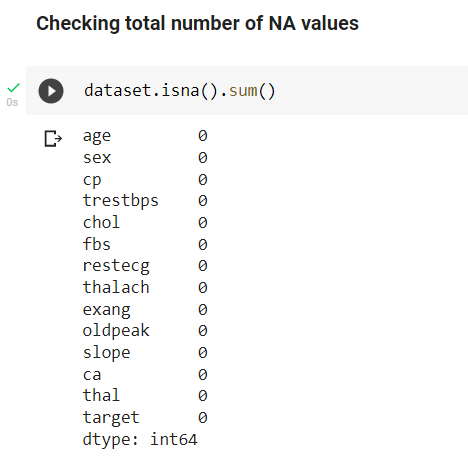 Checking total number of NA values
dataset.isna().sum()
0s
age 0
sex 0
cp 0
trestbps 0
chol 0
fbs 0
restecg 0
thalach 0
exang 0
oldpeak 0
slope 0
ca 0
thal 0
target 0
dtype: int64